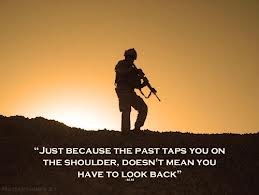 “Just because the past taps you on
the shoulder, doesn't mean you
have to look back”